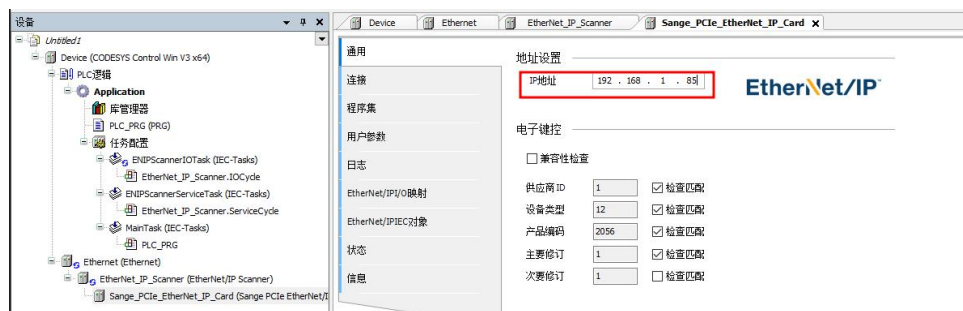 设备
Untitled1
Device (CODESYS Control Win V3 x64)
PLC逻辑
Application
库管理器
PLC_PRG (PRG)
任务配置
ENIPScannerIOTask (IEC-Tasks)
EtherNet_IP_Scanner.IOCycle
ENIPScannerServiceTask (IEC-Tasks)
EtherNet_IP_Scanner.ServiceCycle
MainTask (IEC-Tasks)
PLC_PRG
Ethernet (Ethernet)
EtherNet_IP_Scanner (EtherNet/IP Scanner)
Sange_PCIe_EtherNet_IP_Card (Sange PCIe EtherNet/I
Device Ethernet EtherNet_IP_Scanner Sange_PCIe_EtherNet_IP_Card X
通用
连接
程序集
用户参数
日志
EtherNet/IPI/O映射
EtherNet/IPIEC对象
状态
信息
地址设置
IP地址 192 . 168 . 1 . 85
EtherNet/IP
电子键控
兼容性检查
供应商ID 1 检查匹配
设备类型 12 检查匹配
产品编码 2056 检查匹配
主要修订 1 检查匹配
次要修订 1 检查匹配